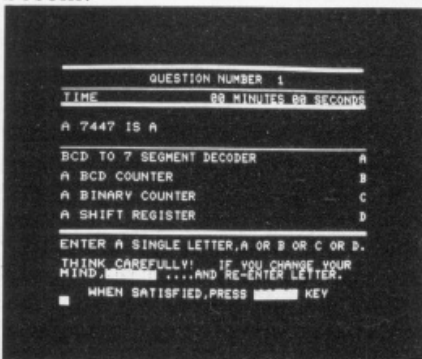 QUESTION NUMBER 1
TIME 00 MINUTES 00 SECONDS
A 7447 IS A
BCD TO 7 SEGMENT DECODER A
A BCD COUNTER B
A BINARY COUNTER C
A SHIFT REGISTER D
ENTER A SINGLE LETTER,A OR B OR C OR D.
THINK CAREFULLY! IF YOU CHANGE YOUR
MIND, ....AND RE-ENTER LETTER.
WHEN SATISFIED,PRESS KEY